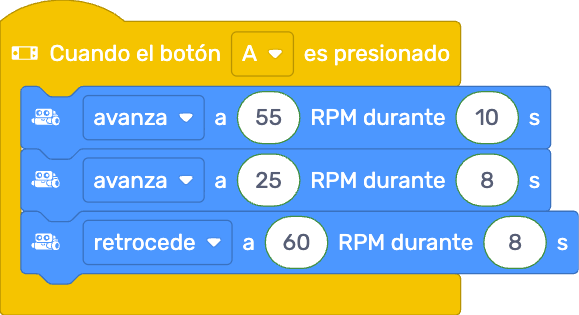 Cuando el botón A es presionado
avanza a 55 RPM durante 10 s
avanza a 25 RPM durante 8 s
retrocede a 60 RPM durante 8 s